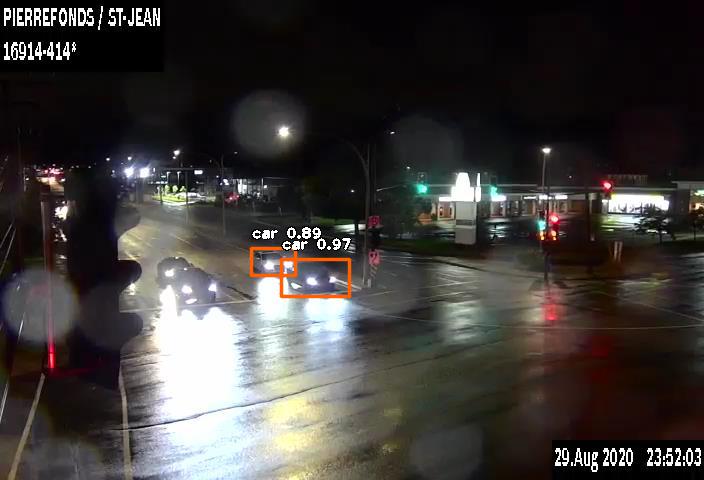 PIERREFONDS / ST-JEAN
16914-414*
car 0.89
car 0.97
29.Aug 2020 23:52:03